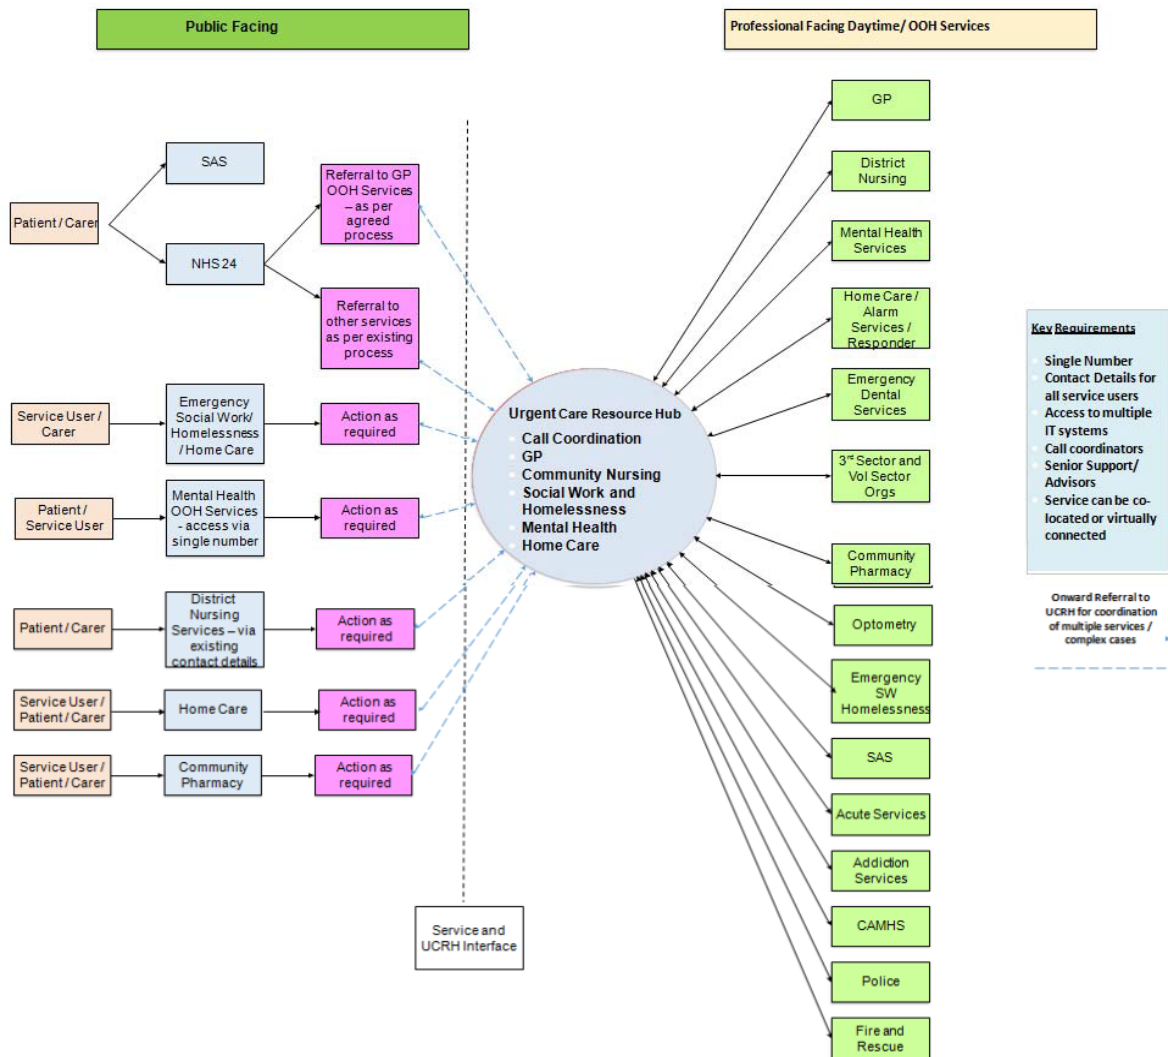 Public Facing
Professional Facing Daytime/ OOH Services
Patient / Carer
SAS
NHS 24
Referral to GP
OOH Services
– as per
agreed
process
Referral to
other services
as per existing
process
Service User /
Carer
Emergency
Social Work/
Homelessness
/ Home Care
Action as
required
Patient /
Service User
Mental Health
OOH Services
- access via
single number
Action as
required
Patient / Carer
District
Nursing
Services – via
existing
contact details
Action as
required
Service User /
Patient / Carer
Home Care
Action as
required
Service User /
Patient / Carer
Community
Pharmacy
Action as
required
Service and
UCRH Interface
Urgent Care Resource Hub
Call Coordination
GP
Community Nursing
Social Work and
Homelessness
Mental Health
Home Care
GP
District
Nursing
Mental Health
Services
Home Care /
Alarm
Services /
Responder
Emergency
Dental
Services
3rd Sector and
Vol Sector
Orgs
Community
Pharmacy
Optometry
Emergency
SW
Homelessness
SAS
Acute Services
Addiction
Services
CAMHS
Police
Fire and
Rescue
Key Requirements
Single Number
Contact Details for
all service users
Access to multiple
IT systems
Call coordinators
Senior Support/
Advisors
Service can be co-
located or virtually
connected
Onward Referral to
UCRH for coordination
of multiple services /
complex cases